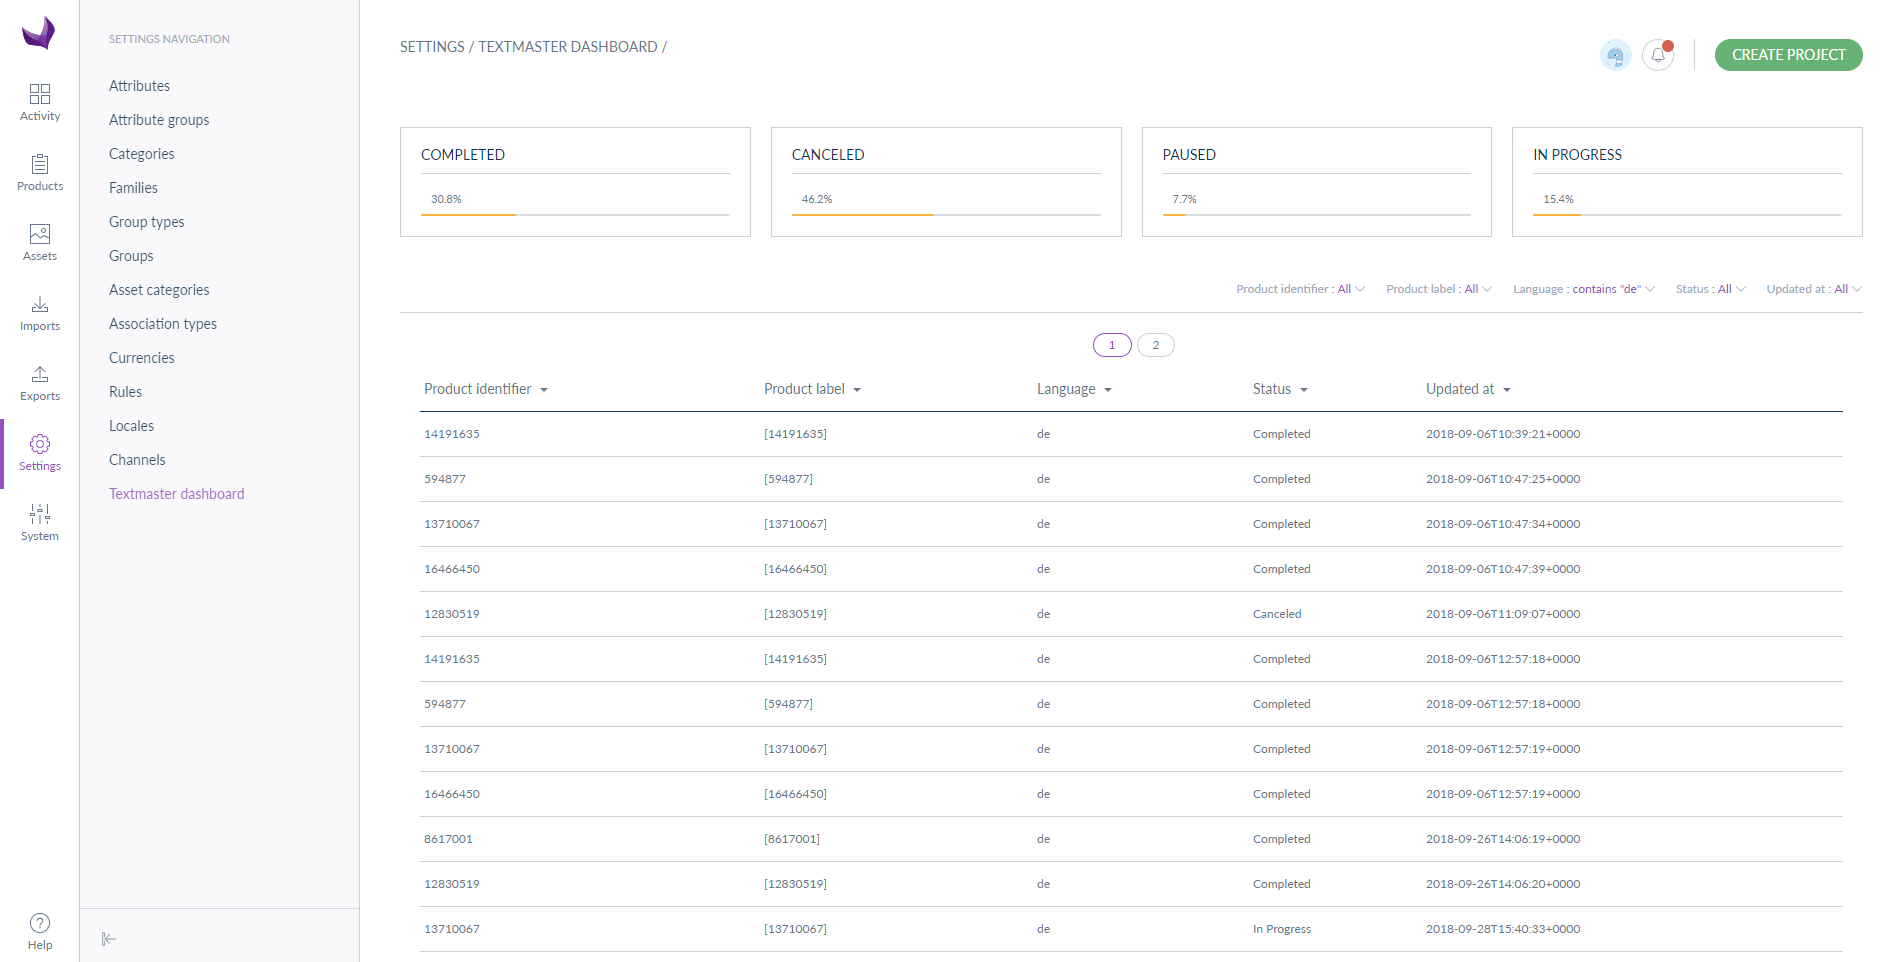 Activity
Products
Assets
Imports
Exports
Settings
System
Help
SETTINGS NAVIGATION
Attributes
Attribute groups
Categories
Families
Group types
Groups
Asset categories
Association types
Currencies
Rules
Locales
Channels
Textmaster dashboard
SETTINGS / TEXTMASTER DASHBOARD /
CREATE PROJECT
COMPLETED
30.8%
CANCELED
46.2%
PAUSED
7.7%
IN PROGRESS
15.4%
Product identifier : All Product label : All Language : contains "de" Status : All Updated at : All
1 2
Product identifier Product label Language Status Updated at
14191635 [14191635] de Completed 2018-09-06T10:39:21+0000
594877 [594877] de Completed 2018-09-06T10:47:25+0000
13710067 [13710067] de Completed 2018-09-06T10:47:34+0000
16466450 [16466450] de Completed 2018-09-06T10:47:39+0000
12830519 [12830519] de Canceled 2018-09-06T11:09:07+0000
14191635 [14191635] de Completed 2018-09-06T12:57:18+0000
594877 [594877] de Completed 2018-09-06T12:57:18+0000
13710067 [13710067] de Completed 2018-09-06T12:57:19+0000
16466450 [16466450] de Completed 2018-09-06T12:57:19+0000
8617001 [8617001] de Completed 2018-09-26T14:06:19+0000
12830519 [12830519] de Completed 2018-09-26T14:06:20+0000
13710067 [13710067] de In Progress 2018-09-28T15:40:33+0000